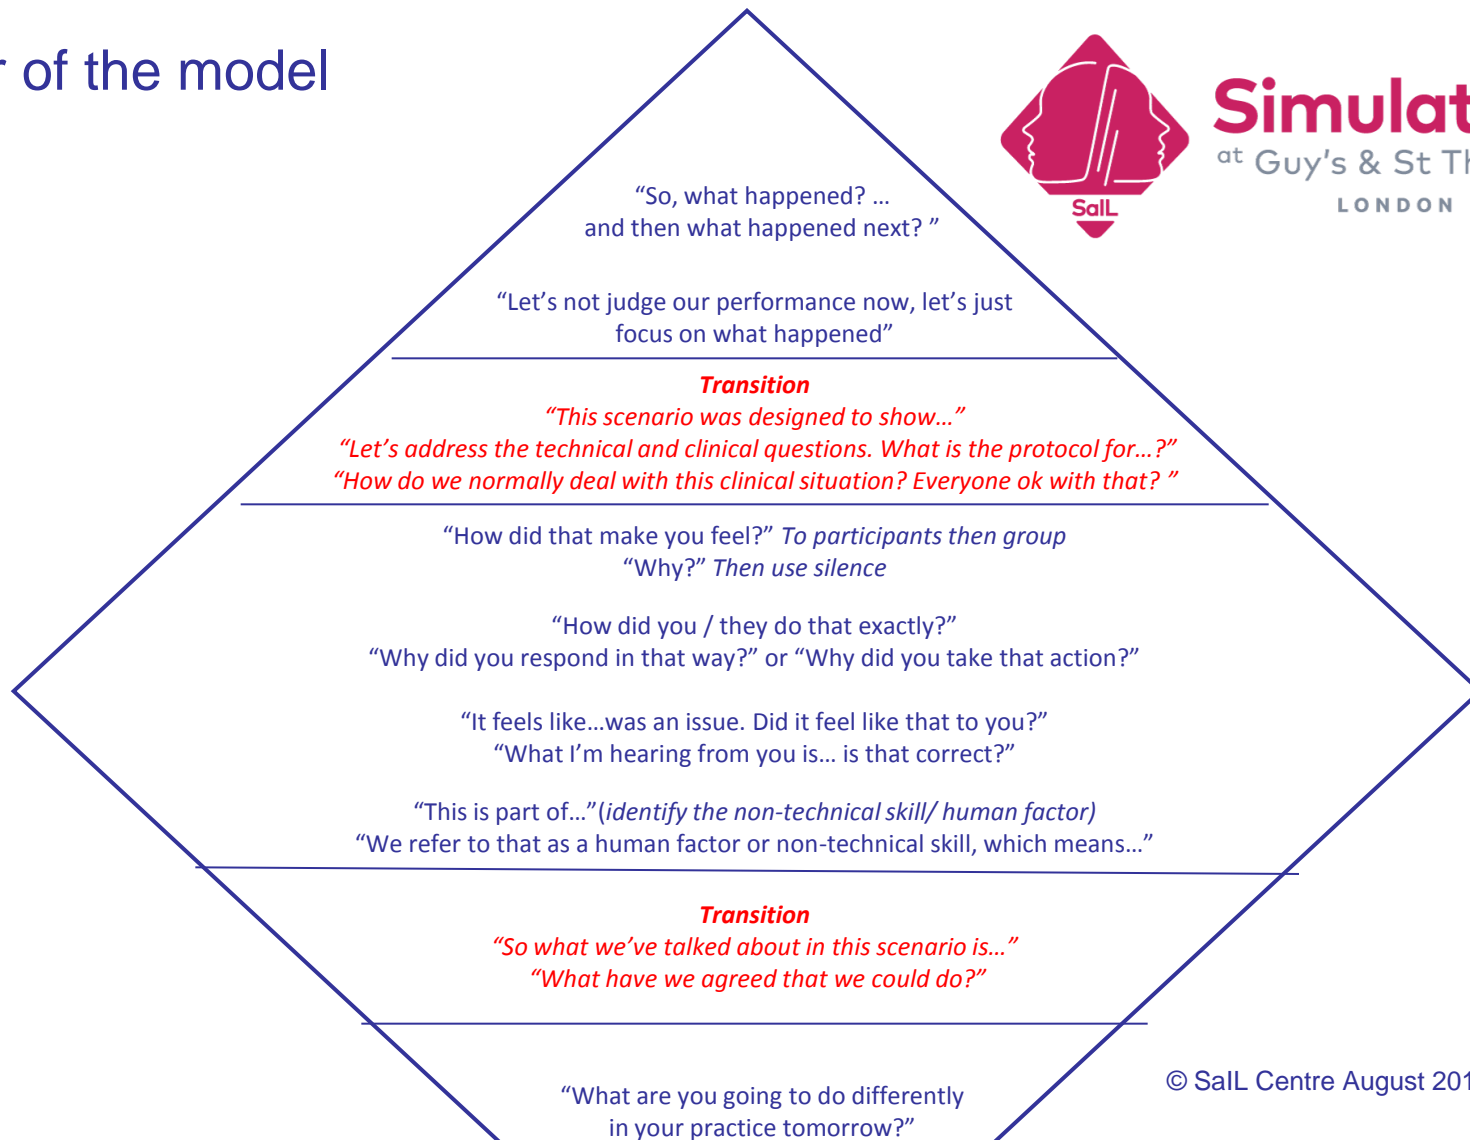 of the model
SaIL
at Guy's & St
LONDON
“So, what happened? …
and then what happened next? ”
“Let’s not judge our performance now, let’s just
focus on what happened”
Transition
“This scenario was designed to show…”
“Let’s address the technical and clinical questions. What is the protocol for…?”
“How do we normally deal with this clinical situation? Everyone ok with that? ”
“How did that make you feel?” To participants then group
“Why?” Then use silence
“How did you / they do that exactly?”
“Why did you respond in that way?” or “Why did you take that action?”
“It feels like…was an issue. Did it feel like that to you?”
“What I’m hearing from you is… is that correct?”
“This is part of…”(identify the non-technical skill/ human factor)
“We refer to that as a human factor or non-technical skill, which means…”
Transition
“So what we’ve talked about in this scenario is…”
“What have we agreed that we could do?”
© SaIL Centre August
“What are you going to do differently
in your practice tomorrow?”